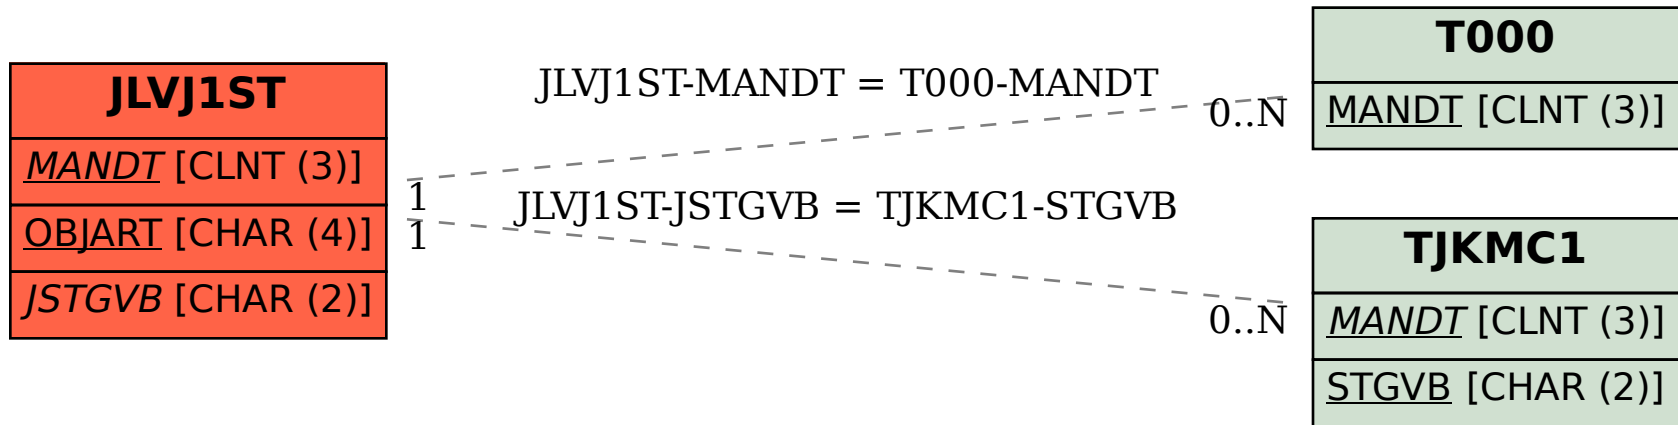 JLVJ1ST
MANDT [CLNT (3)]
OBJART [CHAR (4)]
JSTGVB [CHAR (2)]
JLVJ1ST-MANDT = T000-MANDT
1
0..N
JLVJ1ST-JSTGVB = TJKMC1-STGVB
1
0..N
T000
MANDT [CLNT (3)]
TJKMC1
MANDT [CLNT (3)]
STGVB [CHAR (2)]